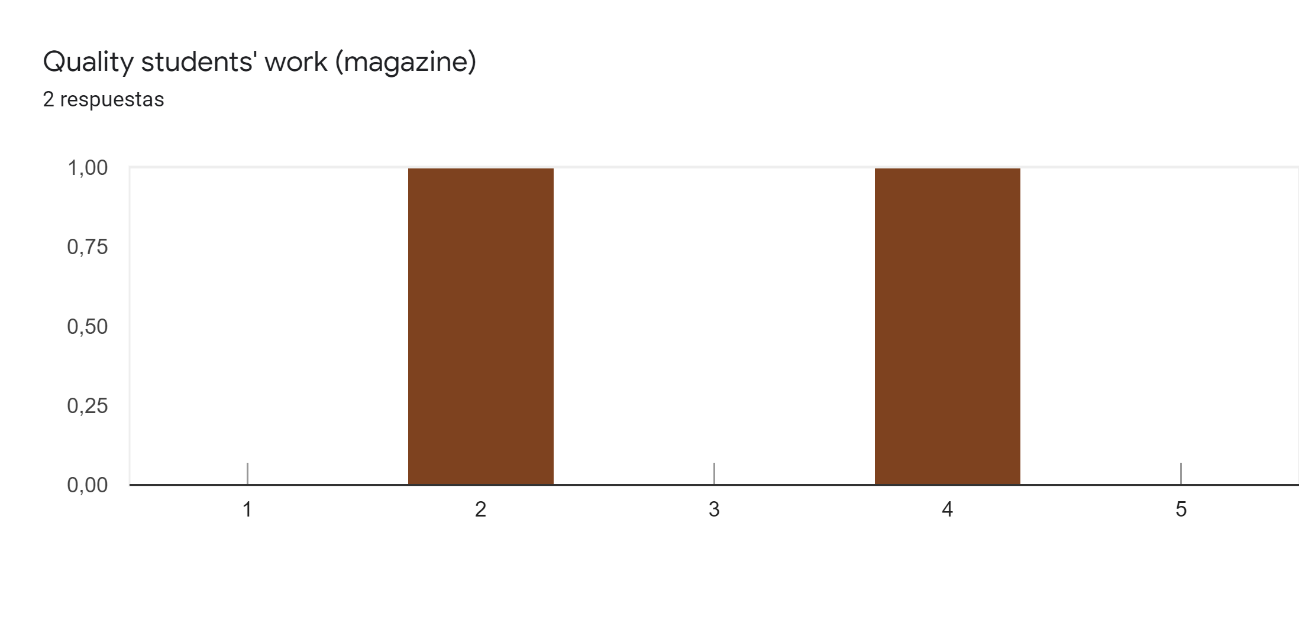 Quality students' work (magazine)
2 respuestas
1,00
0,75
0,50
0,25
0,00
1 2 3 4 5